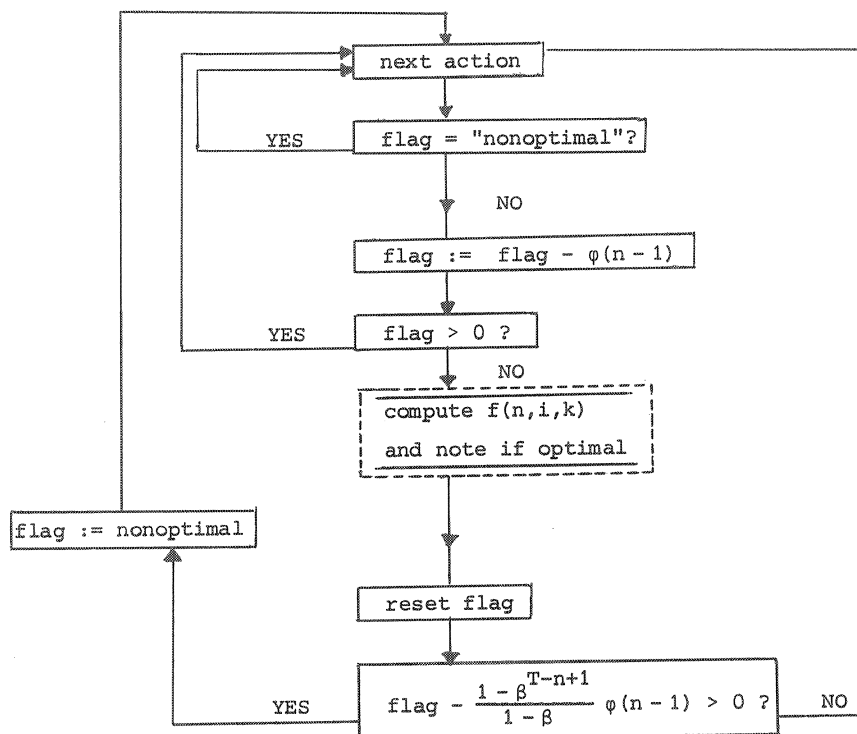 next action
flag = "nonoptimal"?
YES
NO
flag := flag - φ(n - 1)
flag > 0 ?
YES
NO
compute f(n,i,k)
and note if optimal
flag := nonoptimal
reset flag
flag - \frac{1 - β^{T-n+1}}{1 - β} φ(n - 1) > 0 ?
YES
NO